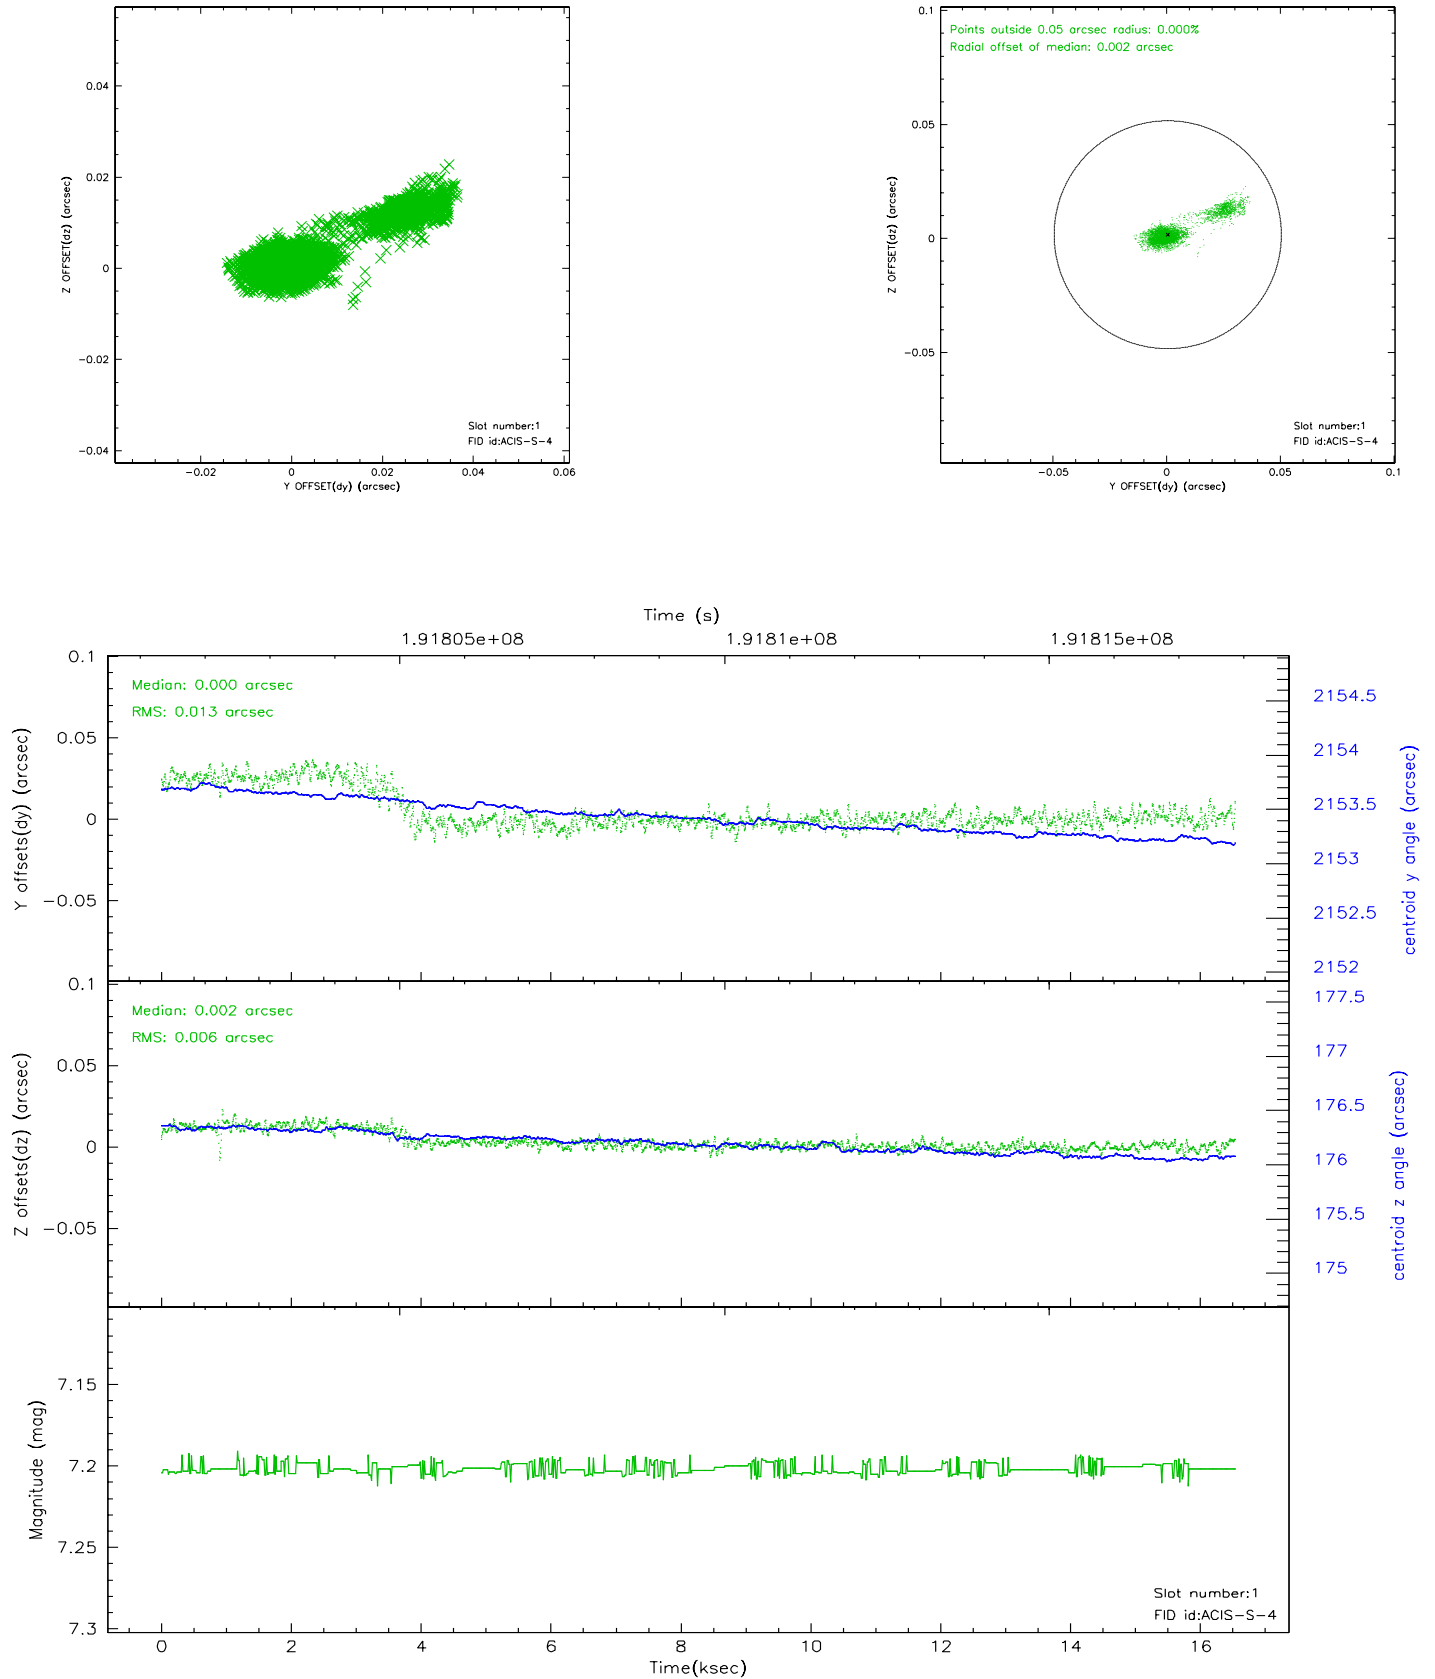 0.04
0.02
0
-0.02
-0.04
Z OFFSET(dz) (arcsec)
-0.02 0 0.02 0.04 0.06
Y OFFSET(dy) (arcsec)
Slot number:1
FID id:ACIS-S-4
Points outside 0.05 arcsec radius: 0.000%
Radial offset of median: 0.002 arcsec
0.1
0.05
0
-0.05
Z OFFSET(dz) (arcsec)
-0.05 0 0.05 0.1
Y OFFSET(dy) (arcsec)
Slot number:1
FID id:ACIS-S-4
Time (s)
1.91805e+08 1.9181e+08 1.91815e+08
Median: 0.000 arcsec
RMS: 0.013 arcsec
0.1
0.05
0
-0.05
Y offsets(dy) (arcsec)
2154.5
2154
2153.5
2153
2152.5
2152
centroid y angle (arcsec)
Median: 0.002 arcsec
RMS: 0.006 arcsec
0.1
0.05
0
-0.05
Z offsets(dz) (arcsec)
177.5
177
176.5
176
175.5
175
centroid z angle (arcsec)
7.15
7.2
7.25
7.3
Magnitude (mag)
Slot number:1
FID id:ACIS-S-4
0 2 4 6 8 10 12 14 16
Time(ksec)